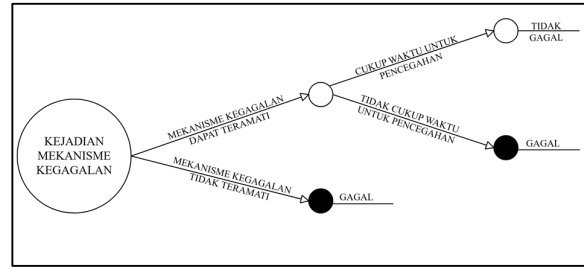 KEJADIAN
MEKANISME
KEGAGALAN
MEKANISME KEGAGALAN
DAPAT TERAMATI
CUKUP WAKTU UNTUK
PENCEGAHAN
TIDAK
GAGAL
TIDAK CUKUP WAKTU
UNTUK PENCEGAHAN
GAGAL
MEKANISME KEGAGALAN
TIDAK TERAMATI
GAGAL